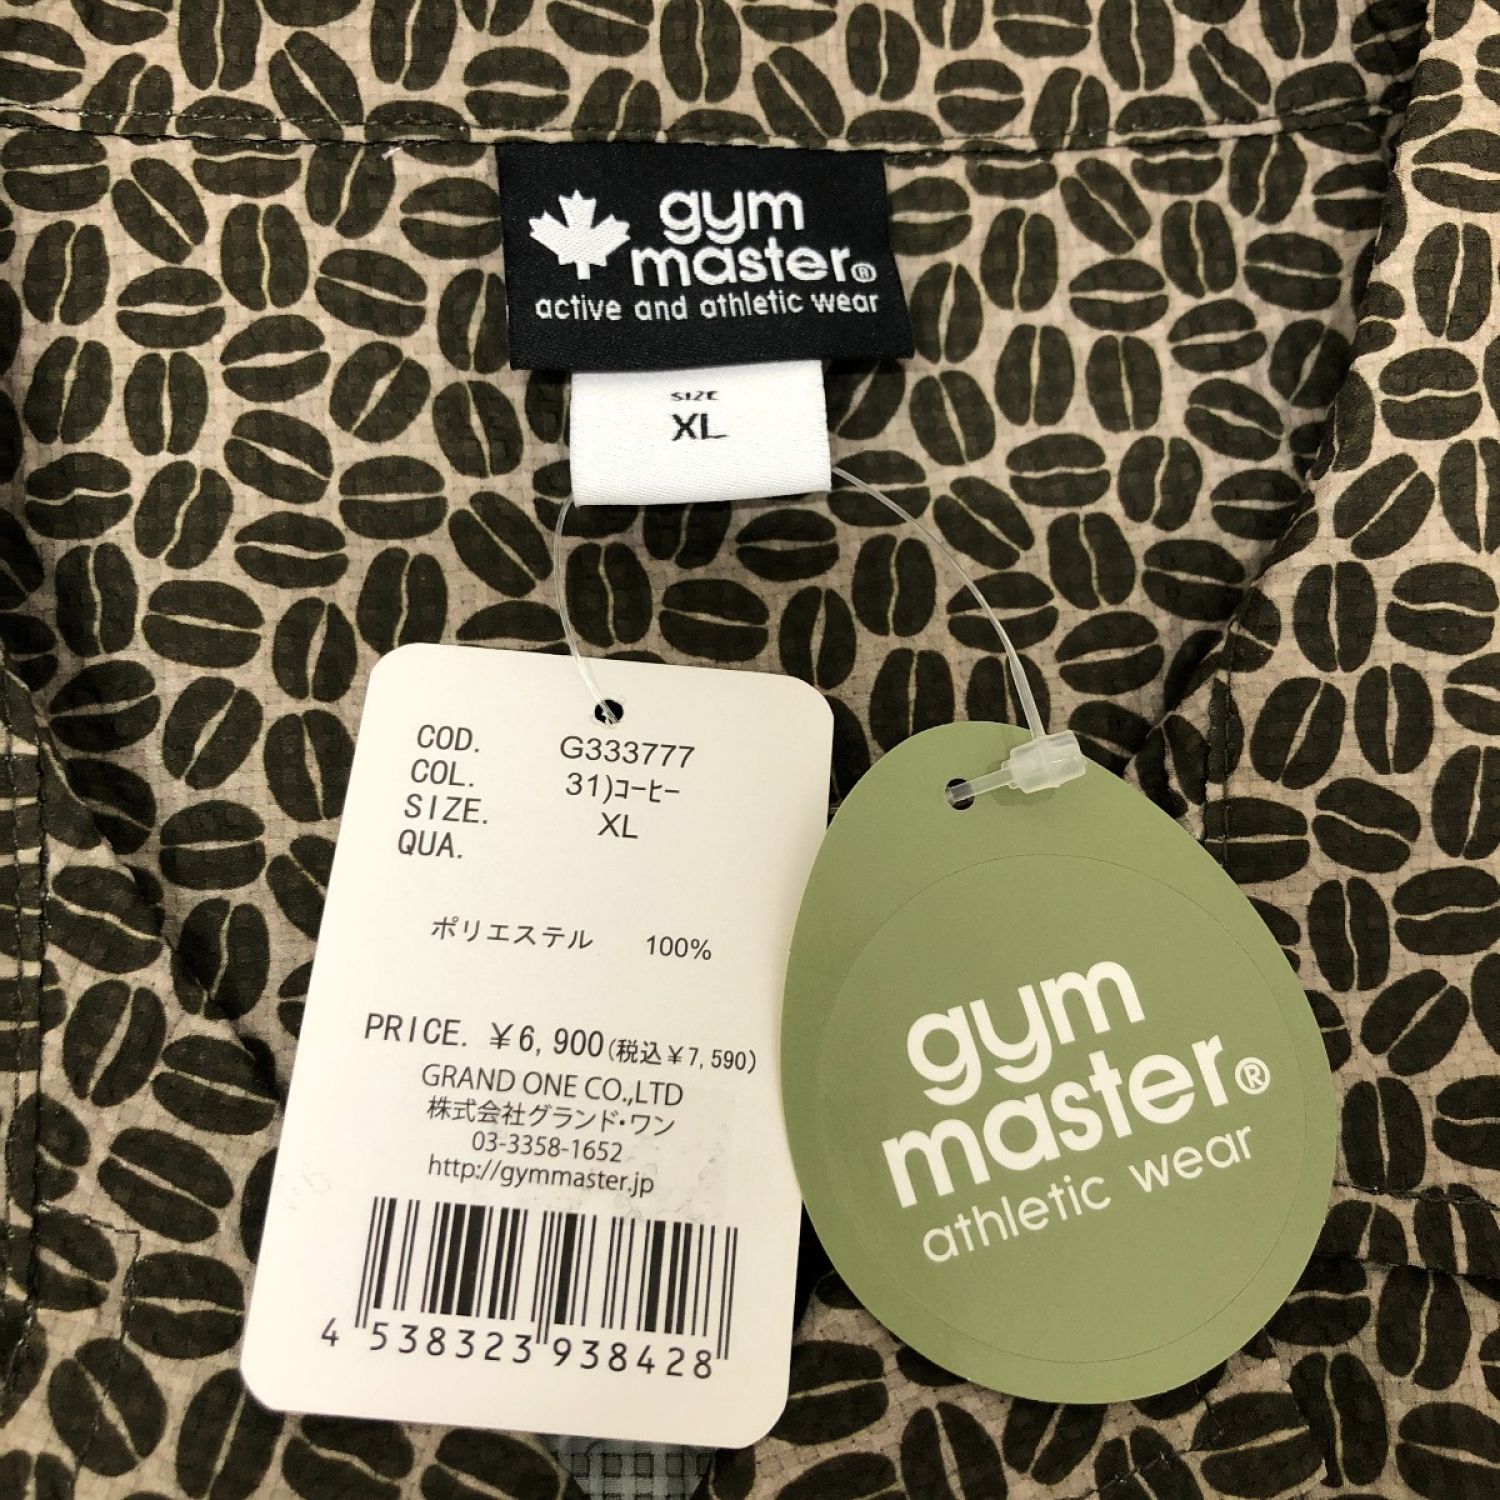 gym
master®
active and athletic wear
SIZE
XL
COD. G333777
COL. 31)ｺｰﾋｰ
SIZE. XL
QUA.
ポリエステル 100%
PRICE. ¥6,900(税込¥7,590)
GRAND ONE CO.,LTD
株式会社グランド・ワン
03-3358-1652
http://gymmaster.jp
4 538323 938428
gym
master®
athletic wear